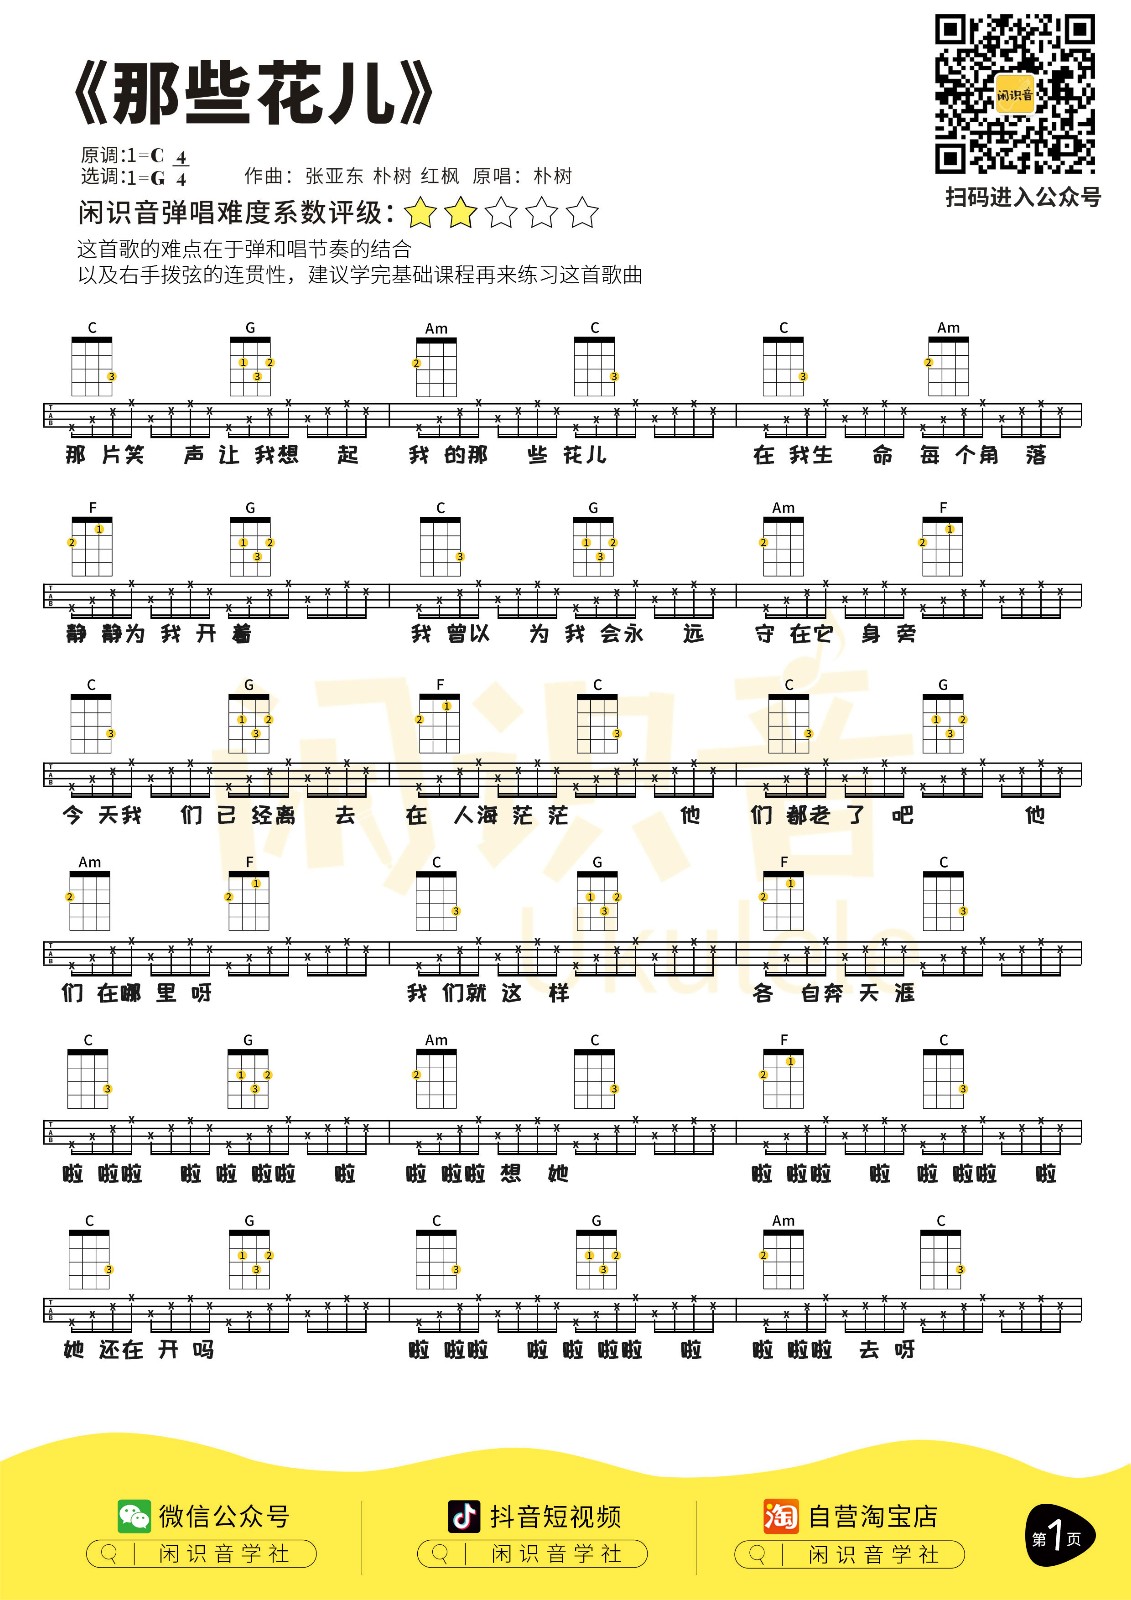 《那些花儿》
原调:1=C 4
选调:1=G 4 作曲：张亚东 朴树 红枫 原唱：朴树
闲识音
扫码进入公众号
闲识音弹唱难度系数评级：
这首歌的难点在于弹和唱节奏的结合
以及右手拨弦的连贯性，建议学完基础课程再来练习这首歌曲
C G Am C C Am
那 片笑 声 让 我想 起 我 的那 些 花儿 在 我生 命 每 个角 落
F G C G Am F
静 静为 我 开 着 我 曾以 为 我 会永 远 守 在它 身 旁
C G F C C G
今 天我 们 已 经离 去 在 人海 茫 茫 他 们 都老 了 吧 他
Am F C G F C
们 在哪 里 呀 我 们就 这 样 各 自奔 天 涯
C G Am C F C
啦 啦啦 啦 啦 啦啦 啦 啦 啦啦 想 她 啦 啦啦 啦 啦 啦啦 啦
C G C G Am C
她 还在 开 吗 啦 啦啦 啦 啦 啦啦 啦 啦 啦啦 去 呀
闲识音
Ukulele
微信公众号 抖音短视频 淘 自营淘宝店
闲识音学社 闲识音学社 闲识音学社
第1页